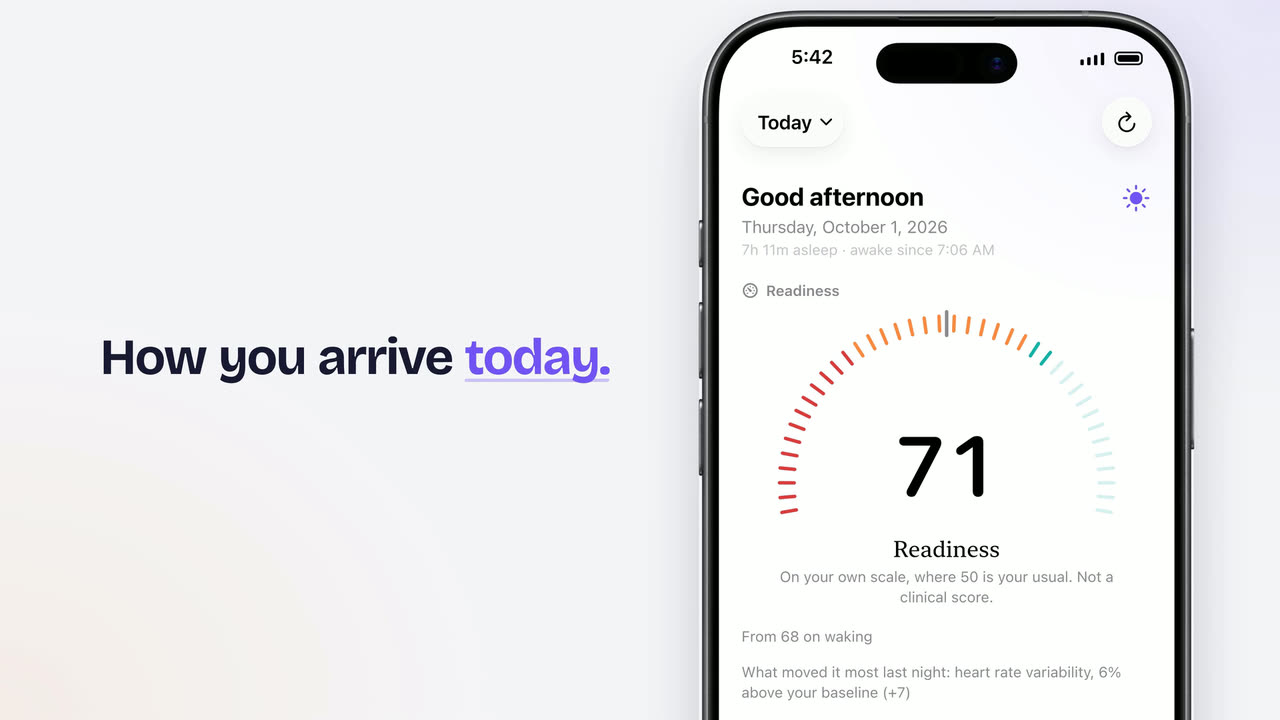 How you arrive today.
5:42
Today
Good afternoon
Thursday, October 1, 2026
7h 11m asleep · awake since 7:06 AM
Readiness
71
Readiness
On your own scale, where 50 is your usual. Not a
clinical score.
From 68 on waking
What moved it most last night: heart rate variability, 6%
above your baseline (+7)